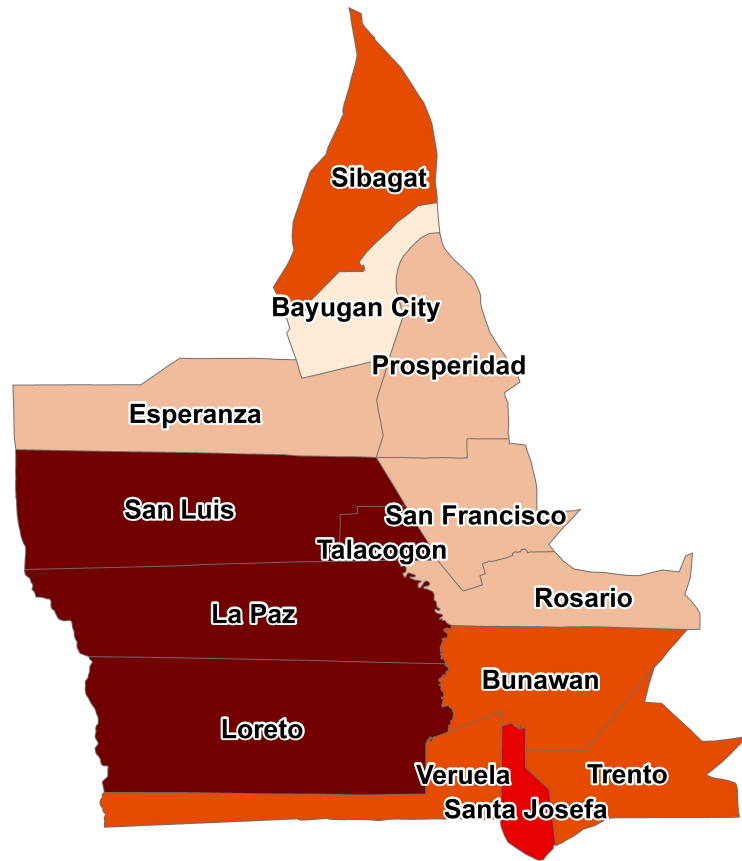 Sibagat
Bayugan City
Prosperidad
Esperanza
San Luis
San Francisco
Talacogon
Rosario
La Paz
Bunawan
Loreto
Veruela
Trento
Santa Josefa